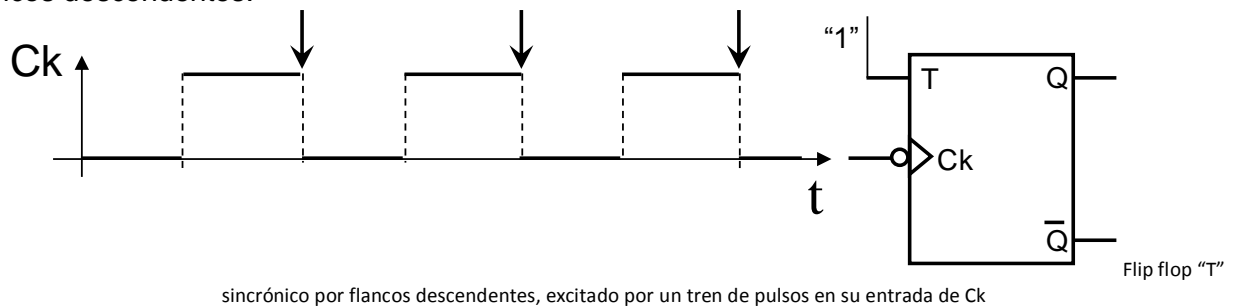 descendentes.
Ck
t
“1”
T
Q
Ck
Q
Flip flop “T”
sincrónico por flancos descendentes, excitado por un tren de pulsos en su entrada de Ck